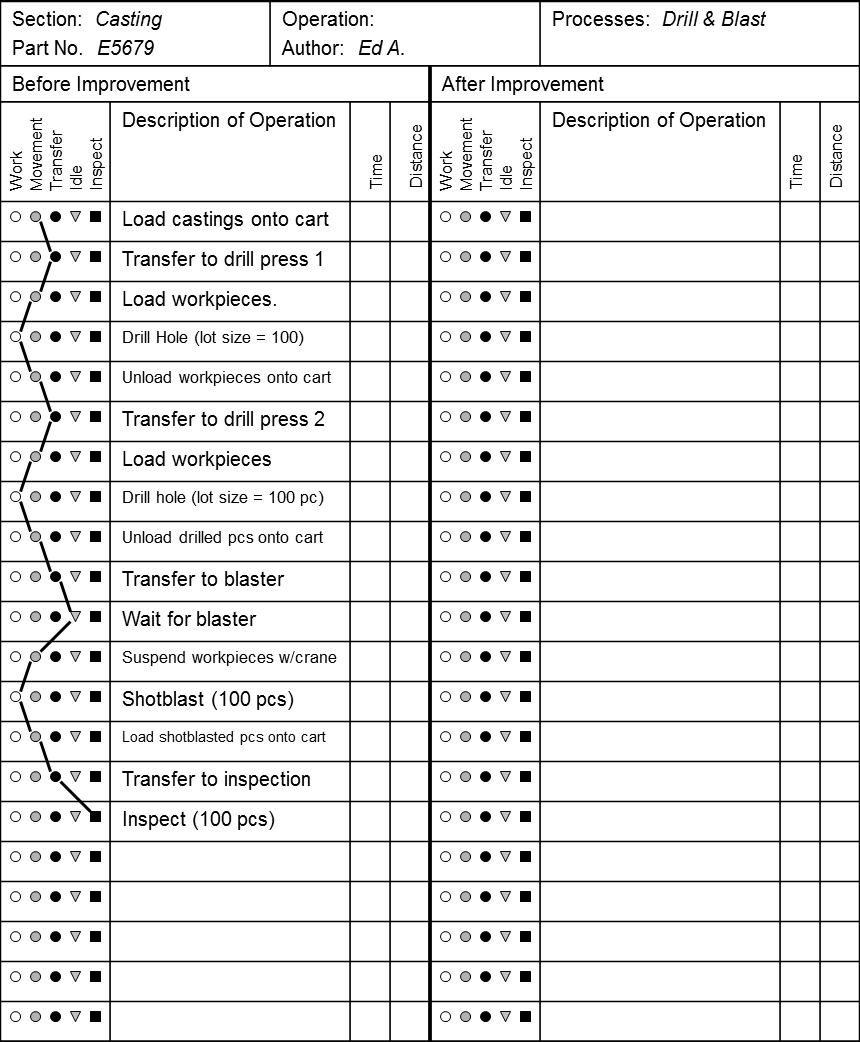 Section: Casting
Part No. E5679
Operation:
Author: Ed A.
Processes: Drill & Blast
Before Improvement
After Improvement
Work
Movement
Transfer
Idle
Inspect
Description of Operation
Time
Distance
Work
Movement
Transfer
Idle
Inspect
Description of Operation
Time
Distance
Load castings onto cart
Transfer to drill press 1
Load workpieces.
Drill Hole (lot size = 100)
Unload workpieces onto cart
Transfer to drill press 2
Load workpieces
Drill hole (lot size = 100 pc)
Unload drilled pcs onto cart
Transfer to blaster
Wait for blaster
Suspend workpieces w/crane
Shotblast (100 pcs)
Load shotblasted pcs onto cart
Transfer to inspection
Inspect (100 pcs)